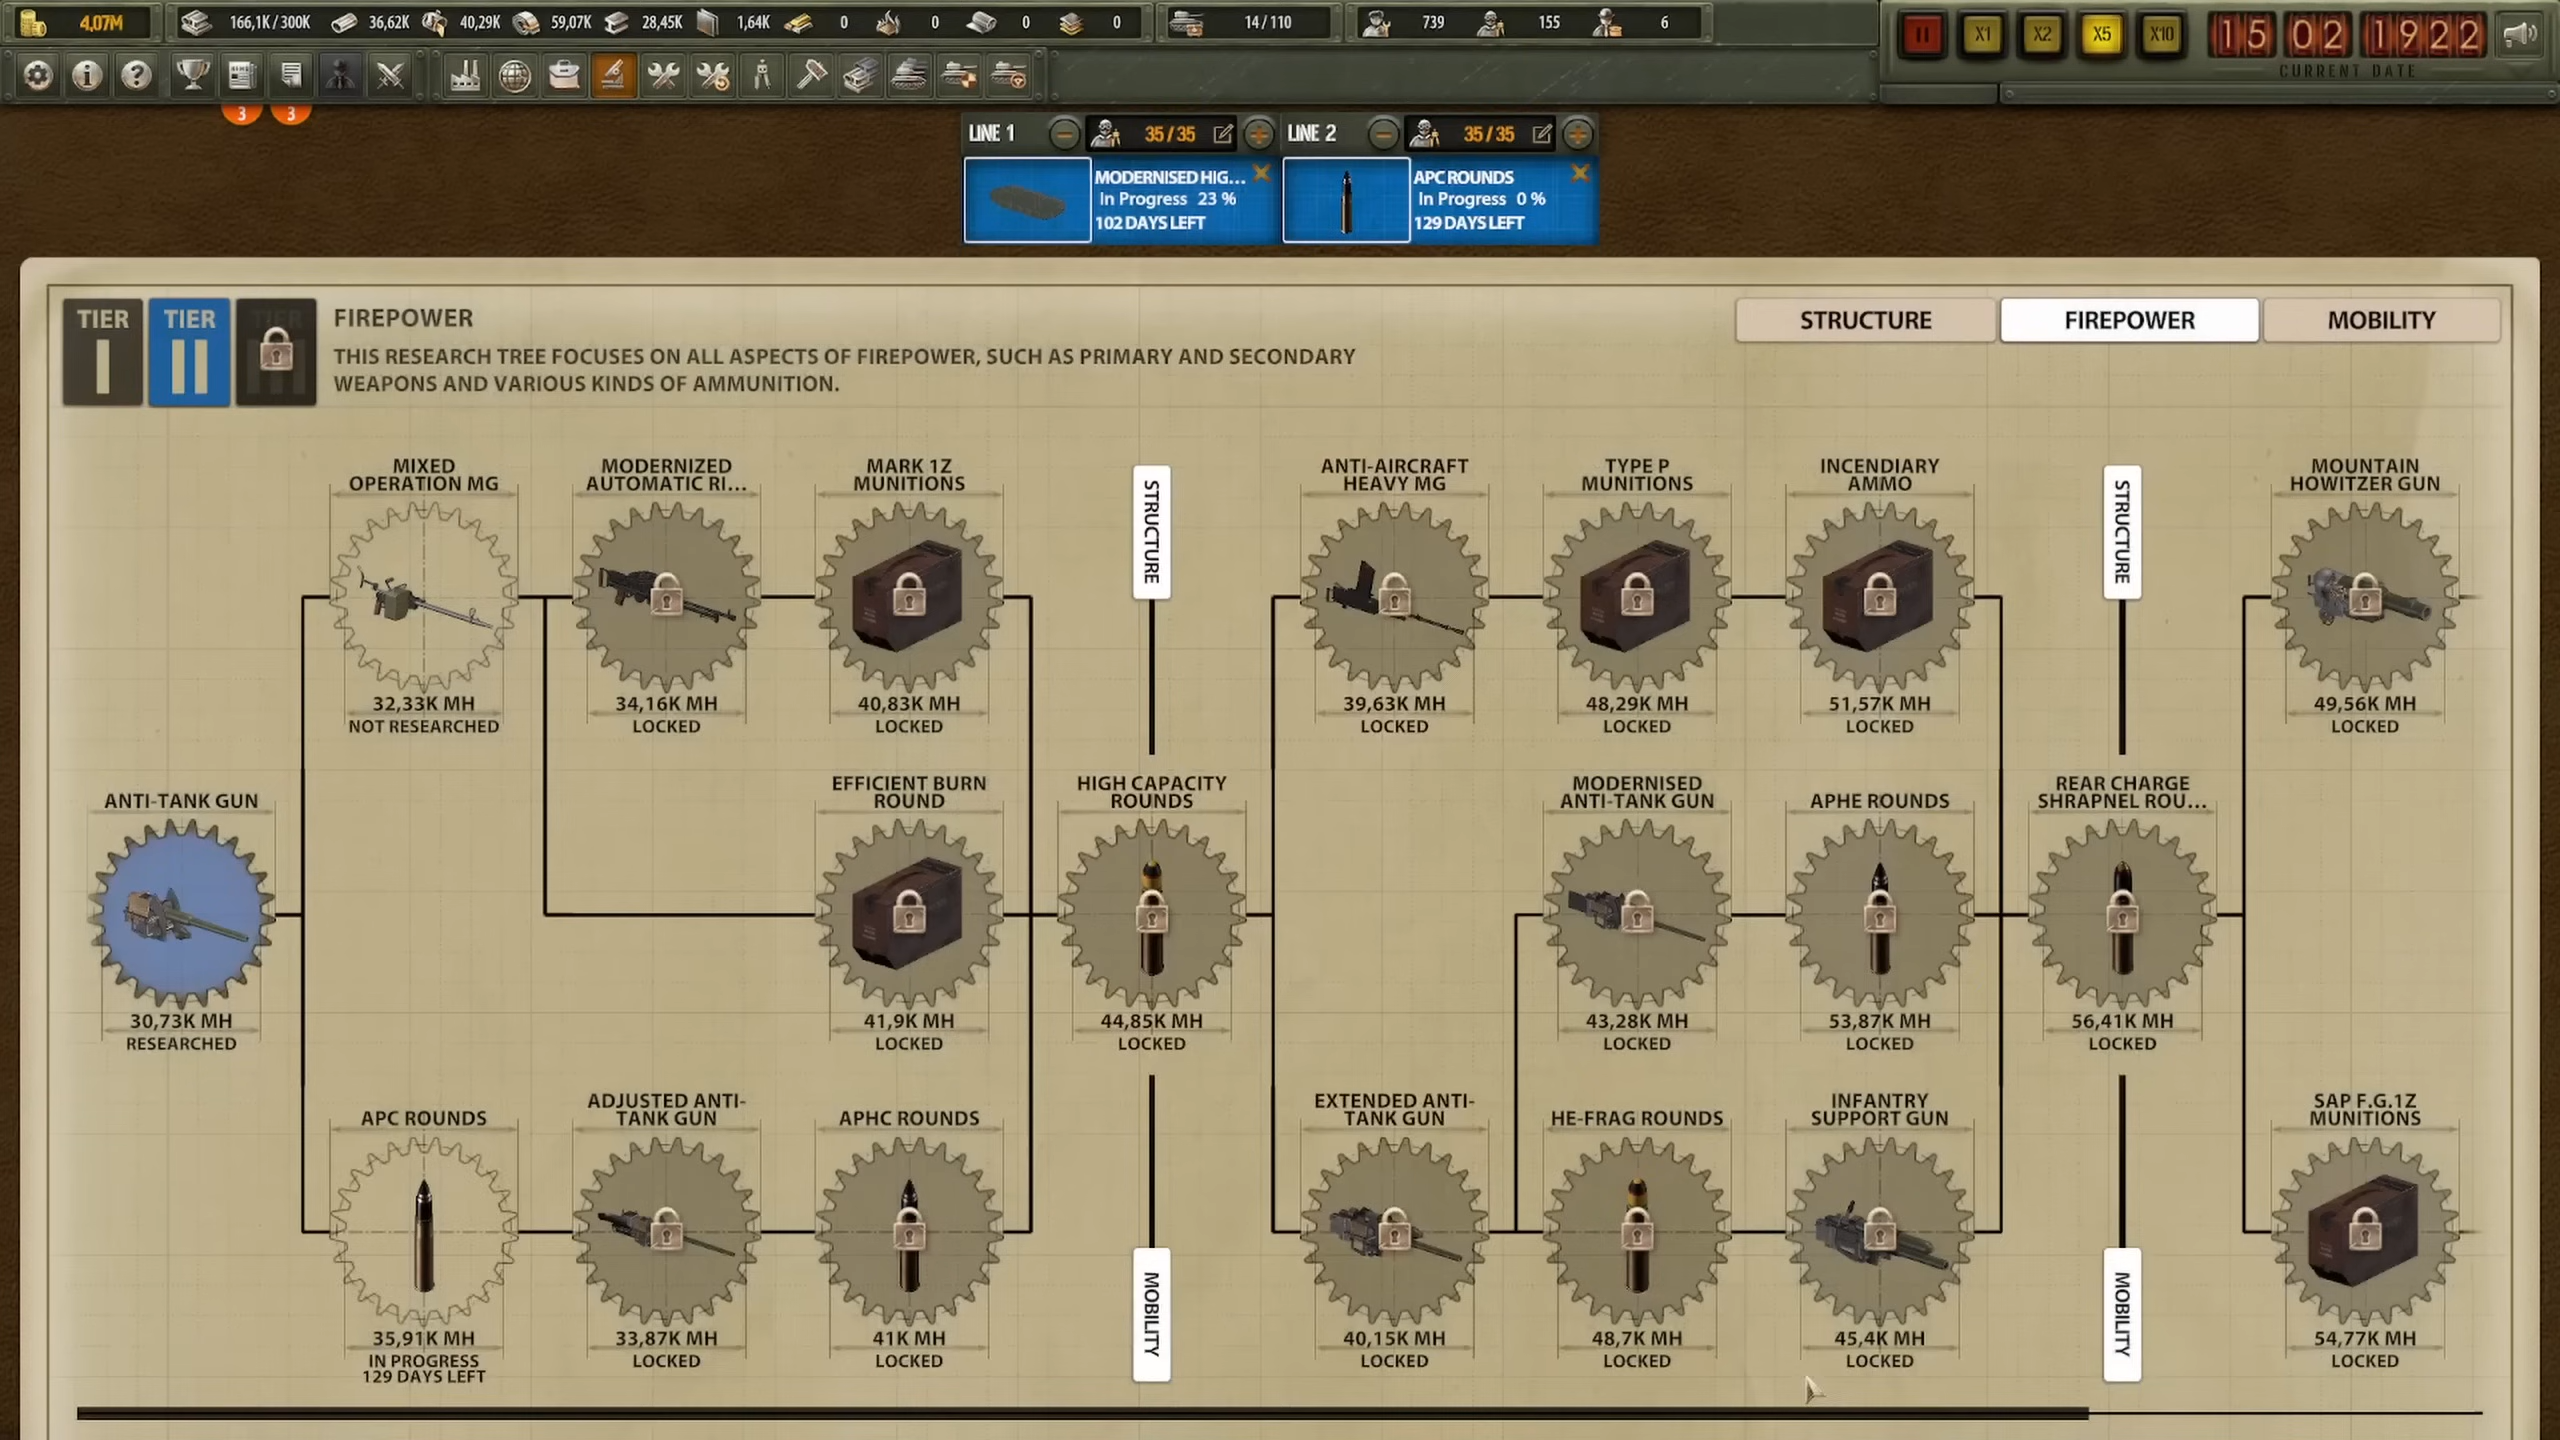 4,07M
166,1K / 300K
36,62K
40,29K
59,07K
28,45K
1,64K
0
0
0
0
14 / 110
739
155
6
X1
X2
X5
X10
15 02 1922
CURRENT DATE
3
3
LINE 1
35 / 35
LINE 2
35 / 35
MODERNISED HIG...
In Progress 23 %
102 DAYS LEFT
APC ROUNDS
In Progress 0 %
129 DAYS LEFT
TIER
I
TIER
II
FIREPOWER
THIS RESEARCH TREE FOCUSES ON ALL ASPECTS OF FIREPOWER, SUCH AS PRIMARY AND SECONDARY
WEAPONS AND VARIOUS KINDS OF AMMUNITION.
STRUCTURE
FIREPOWER
MOBILITY
MIXED
OPERATION MG
32,33K MH
NOT RESEARCHED
MODERNIZED
AUTOMATIC RI...
34,16K MH
LOCKED
MARK 1Z
MUNITIONS
40,83K MH
LOCKED
STRUCTURE
ANTI-AIRCRAFT
HEAVY MG
39,63K MH
LOCKED
TYPE P
MUNITIONS
48,29K MH
LOCKED
INCENDIARY
AMMO
51,57K MH
LOCKED
STRUCTURE
MOUNTAIN
HOWITZER GUN
49,56K MH
LOCKED
ANTI-TANK GUN
30,73K MH
RESEARCHED
EFFICIENT BURN
ROUND
41,9K MH
LOCKED
HIGH CAPACITY
ROUNDS
44,85K MH
LOCKED
MODERNISED
ANTI-TANK GUN
43,28K MH
LOCKED
APHE ROUNDS
53,87K MH
LOCKED
REAR CHARGE
SHRAPNEL ROU...
56,41K MH
LOCKED
APC ROUNDS
35,91K MH
IN PROGRESS
129 DAYS LEFT
ADJUSTED ANTI-
TANK GUN
33,87K MH
LOCKED
APHC ROUNDS
41K MH
LOCKED
MOBILITY
EXTENDED ANTI-
TANK GUN
40,15K MH
LOCKED
HE-FRAG ROUNDS
48,7K MH
LOCKED
INFANTRY
SUPPORT GUN
45,4K MH
LOCKED
MOBILITY
SAP F.G.1Z
MUNITIONS
54,77K MH
LOCKED